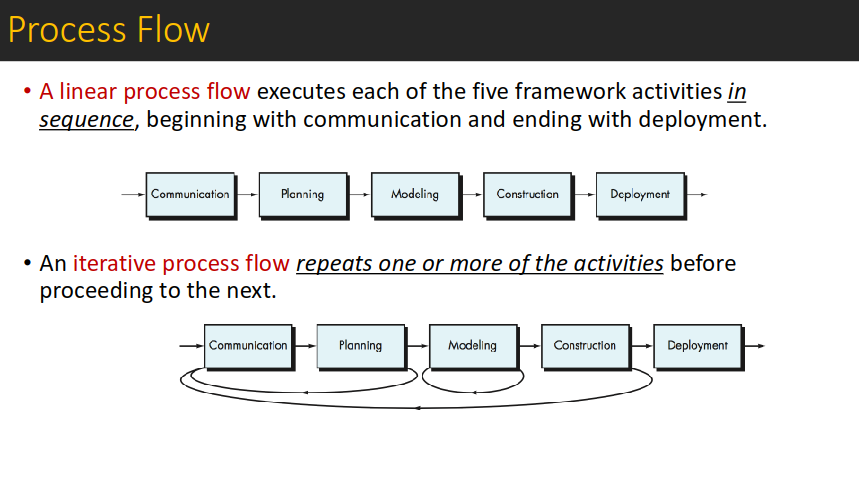 Process Flow
• A linear process flow executes each of the five framework activities in
sequence, beginning with communication and ending with deployment.
Communication Planning Modeling Construction Deployment
• An iterative process flow repeats one or more of the activities before
proceeding to the next.
Communication Planning Modeling Construction Deployment